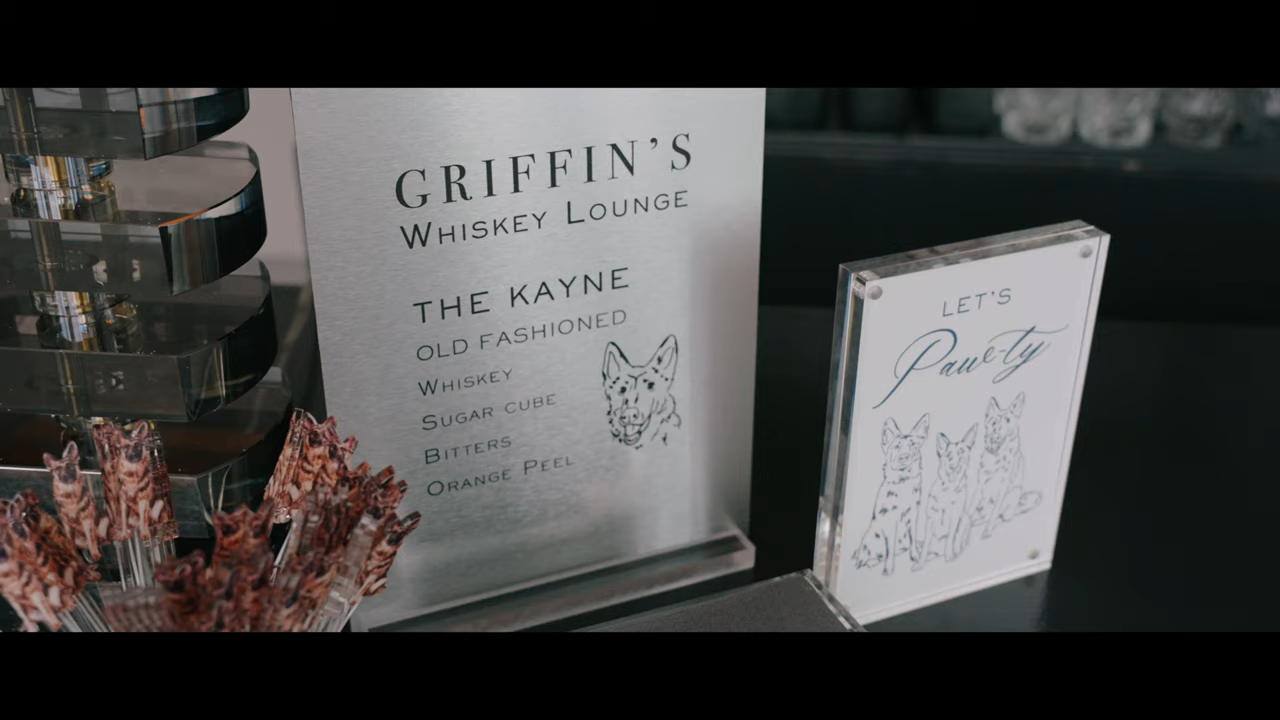 GRIFFIN'S
WHISKEY LOUNGE
THE KAYNE
OLD FASHIONED
WHISKEY
SUGAR CUBE
BITTERS
ORANGE PEEL
LET'S
Paw-ty